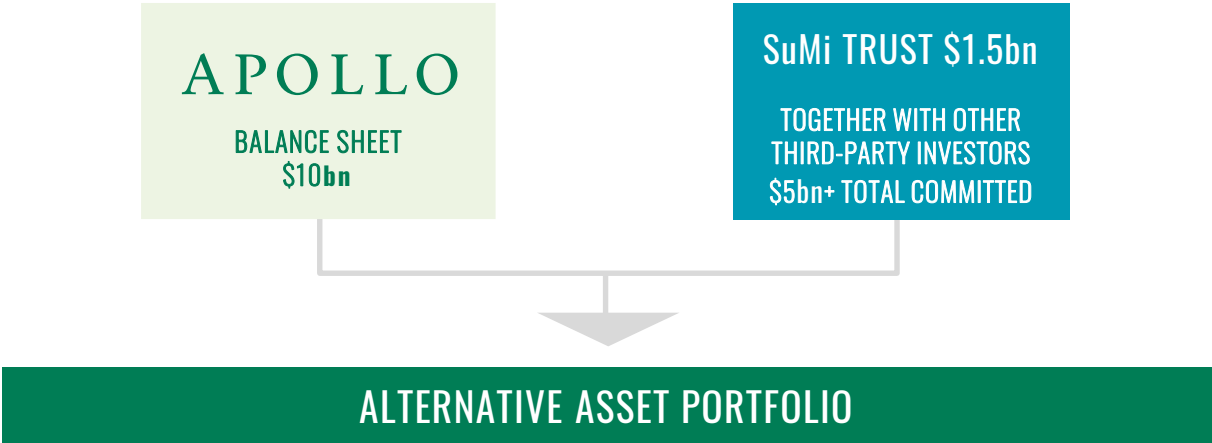 APOLLO
BALANCE SHEET
$10bn
SuMi TRUST $1.5bn
TOGETHER WITH OTHER
THIRD-PARTY INVESTORS
$5bn+ TOTAL COMMITTED
ALTERNATIVE ASSET PORTFOLIO